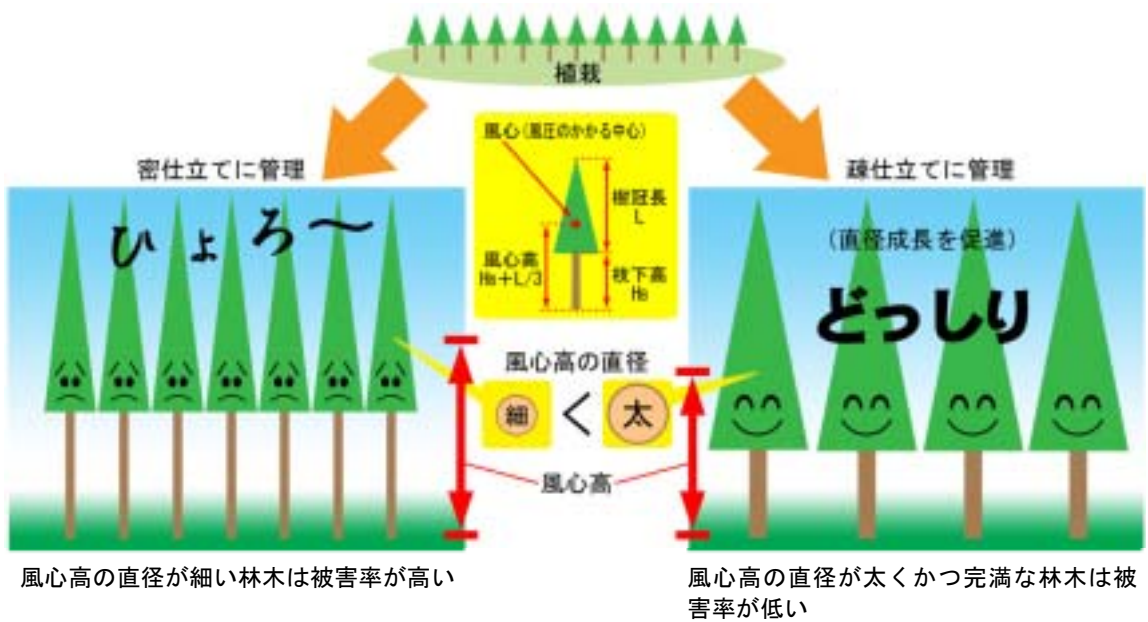 植栽
密仕立てに管理
ひょろ〜
風心(風圧のかかる中心)
樹冠長
L
風心高
HB+L/3
枝下高
HB
疎仕立てに管理
(直径成長を促進)
どっしり
風心高の直径
細
<
太
風心高
風心高の直径が細い林木は被害率が高い
風心高の直径が太くかつ完満な林木は被
害率が低い